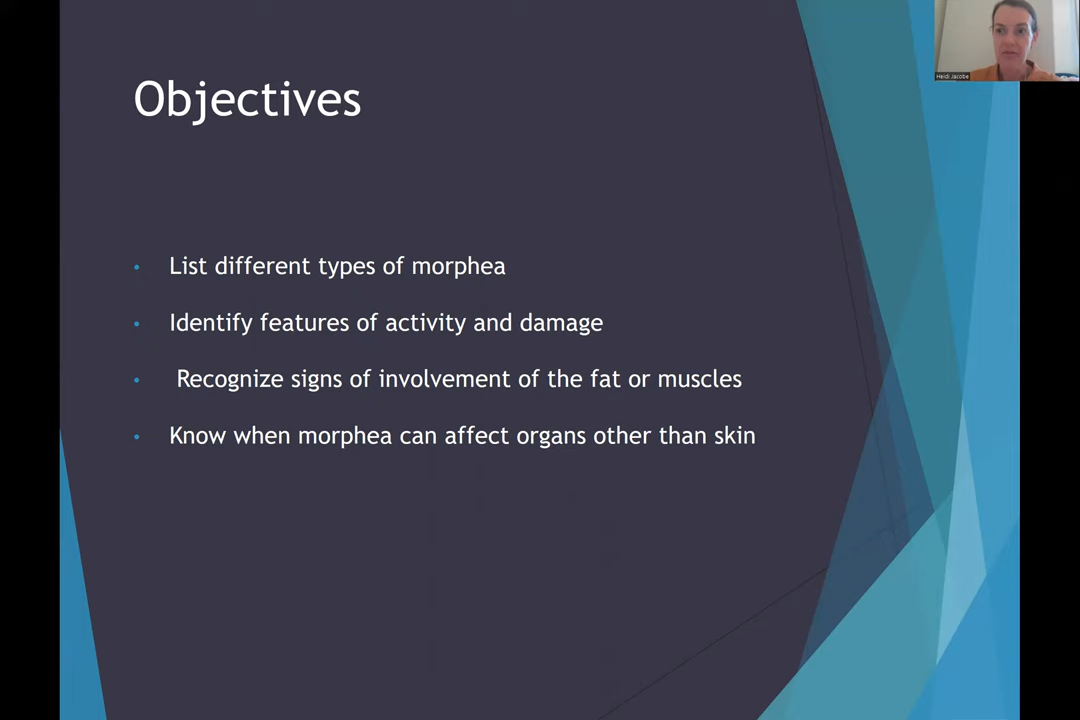 Heidi Jacobe
Objectives
• List different types of morphea
• Identify features of activity and damage
• Recognize signs of involvement of the fat or muscles
• Know when morphea can affect organs other than skin